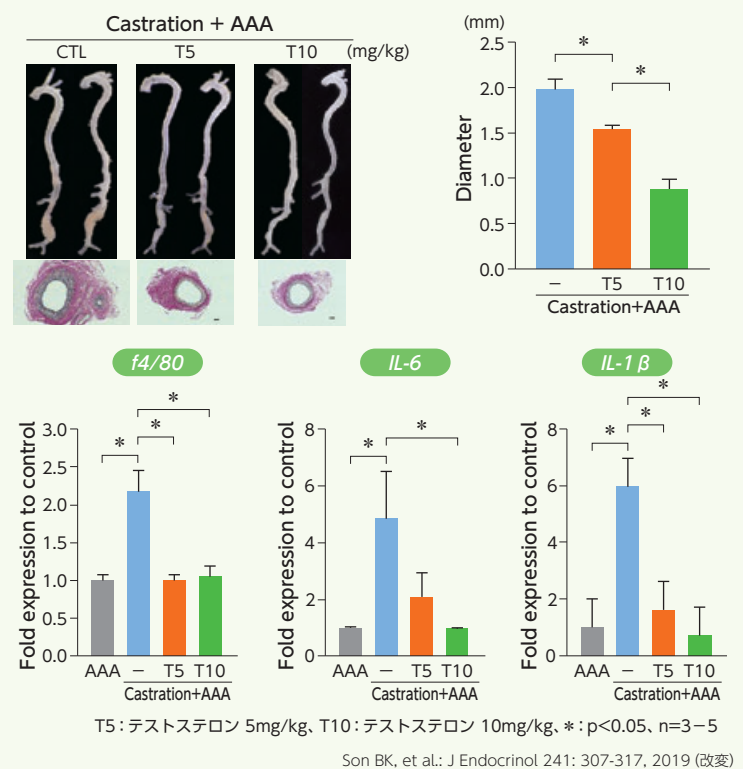 Castration + AAA
CTL T5 T10 (mg/kg)
(mm)
2.5
2.0
1.5
1.0
0.5
0.0
Diameter
* *
− T5 T10
Castration+AAA
f4/80
Fold expression to control
3.0
2.5
2.0
1.5
1.0
0.5
0.0
* * *
AAA − T5 T10
Castration+AAA
IL-6
Fold expression to control
8
6
4
2
0
* *
AAA − T5 T10
Castration+AAA
IL-1β
Fold expression to control
8
6
4
2
0
* * *
AAA − T5 T10
Castration+AAA
T5：テストステロン 5mg/kg、T10：テストステロン 10mg/kg、*：p<0.05、n=3−5
Son BK, et al.: J Endocrinol 241: 307-317, 2019 (改変)